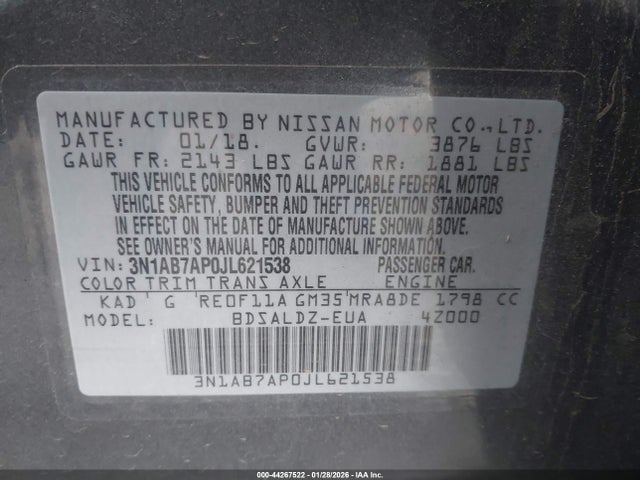 MANUFACTURED BY NISSAN MOTOR CO.,LTD.
DATE: 01/18. GVWR: 3876 LBS
GAWR FR: 2143 LBS GAWR RR: 1881 LBS
THIS VEHICLE CONFORMS TO ALL APPLICABLE FEDERAL MOTOR
VEHICLE SAFETY, BUMPER AND THEFT PREVENTION STANDARDS
IN EFFECT ON THE DATE OF MANUFACTURE SHOWN ABOVE.
SEE OWNER'S MANUAL FOR ADDITIONAL INFORMATION.
VIN: 3N1AB7AP0JL621538 PASSENGER CAR.
COLOR TRIM TRANS AXLE ENGINE
KAD G RE0F11A GM35 MRA8DE 1798 CC
MODEL: BDSALDZ-EUA 4Z000
3N1AB7AP0JL621538
000-44267522 | 01/28/2026 - IAAI, Inc